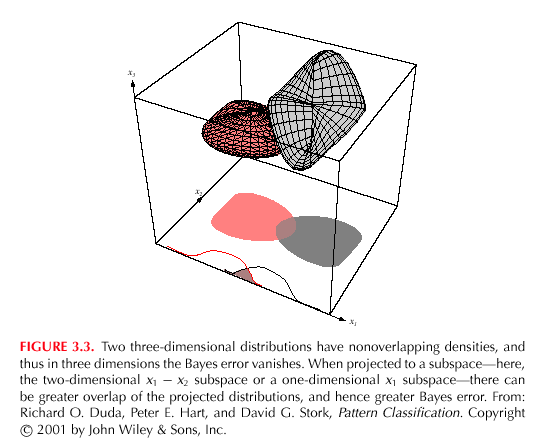 x₃
x₂
x₁
FIGURE 3.3. Two three-dimensional distributions have nonoverlapping densities, and
thus in three dimensions the Bayes error vanishes. When projected to a subspace—here,
the two-dimensional x₁ − x₂ subspace or a one-dimensional x₁ subspace—there can
be greater overlap of the projected distributions, and hence greater Bayes error. From:
Richard O. Duda, Peter E. Hart, and David G. Stork, Pattern Classification. Copyright
© 2001 by John Wiley & Sons, Inc.